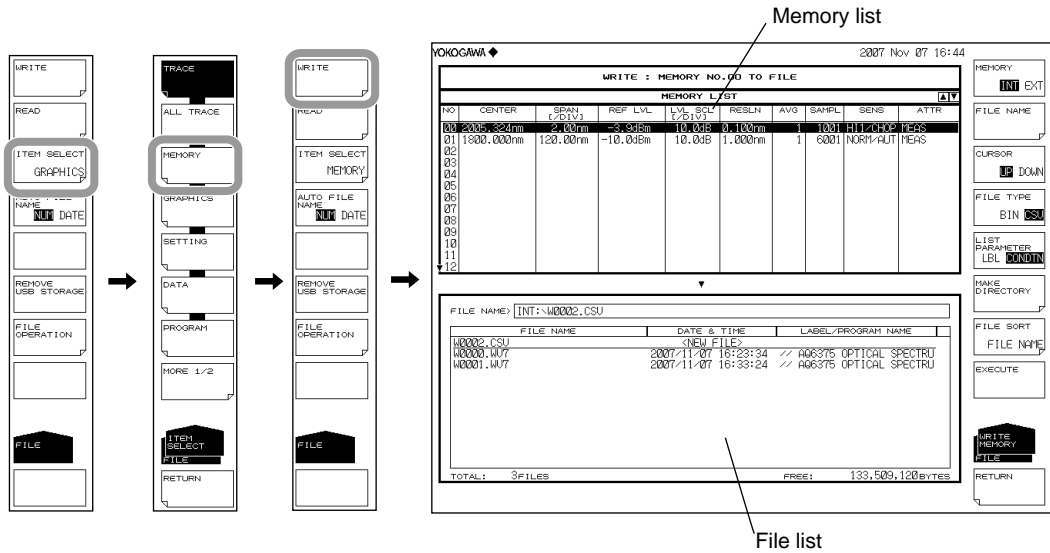 Memory list
WRITE
READ
ITEM SELECT
GRAPHICS
AUTO FILE
NAME
NUM DATE
REMOVE
USB STORAGE
FILE
OPERATION
FILE
TRACE
ALL TRACE
MEMORY
GRAPHICS
SETTING
DATA
PROGRAM
MORE 1/2
ITEM
SELECT
FILE
RETURN
WRITE
READ
ITEM SELECT
MEMORY
AUTO FILE
NAME
NUM DATE
REMOVE
USB STORAGE
FILE
OPERATION
FILE
YOKOGAWA 2007 Nov 07 16:44
WRITE : MEMORY NO.00 TO FILE
MEMORY LIST
NO CENTER SPAN [/DIV] REF LVL LVL SCL [/DIV] RESLN AVG SAMPL SENS ATTR
00 2005.324nm 2.00nm -3.9dBm 10.0dB 0.100nm 1 1001 HI1/CHOP MEAS
01 1800.000nm 120.00nm -10.0dBm 10.0dB 1.000nm 1 6001 NORM/AUT MEAS
02
03
04
05
06
07
08
09
10
11
12
FILE NAME> INT:\W0002.CSV
FILE NAME DATE & TIME LABEL/PROGRAM NAME
W0002.CSV <NEW FILE>
W0000.WV7 2007/11/07 16:23:34 // AQ6375 OPTICAL SPECTRU
W0001.WV7 2007/11/07 16:33:24 // AQ6375 OPTICAL SPECTRU
TOTAL: 3FILES FREE: 133,509,120BYTES
MEMORY
INT EXT
FILE NAME
CURSOR
UP DOWN
FILE TYPE
BIN CSV
LIST
PARAMETER
LBL CONDTN
MAKE
DIRECTORY
FILE SORT
FILE NAME
EXECUTE
WRITE
MEMORY
FILE
RETURN
File list